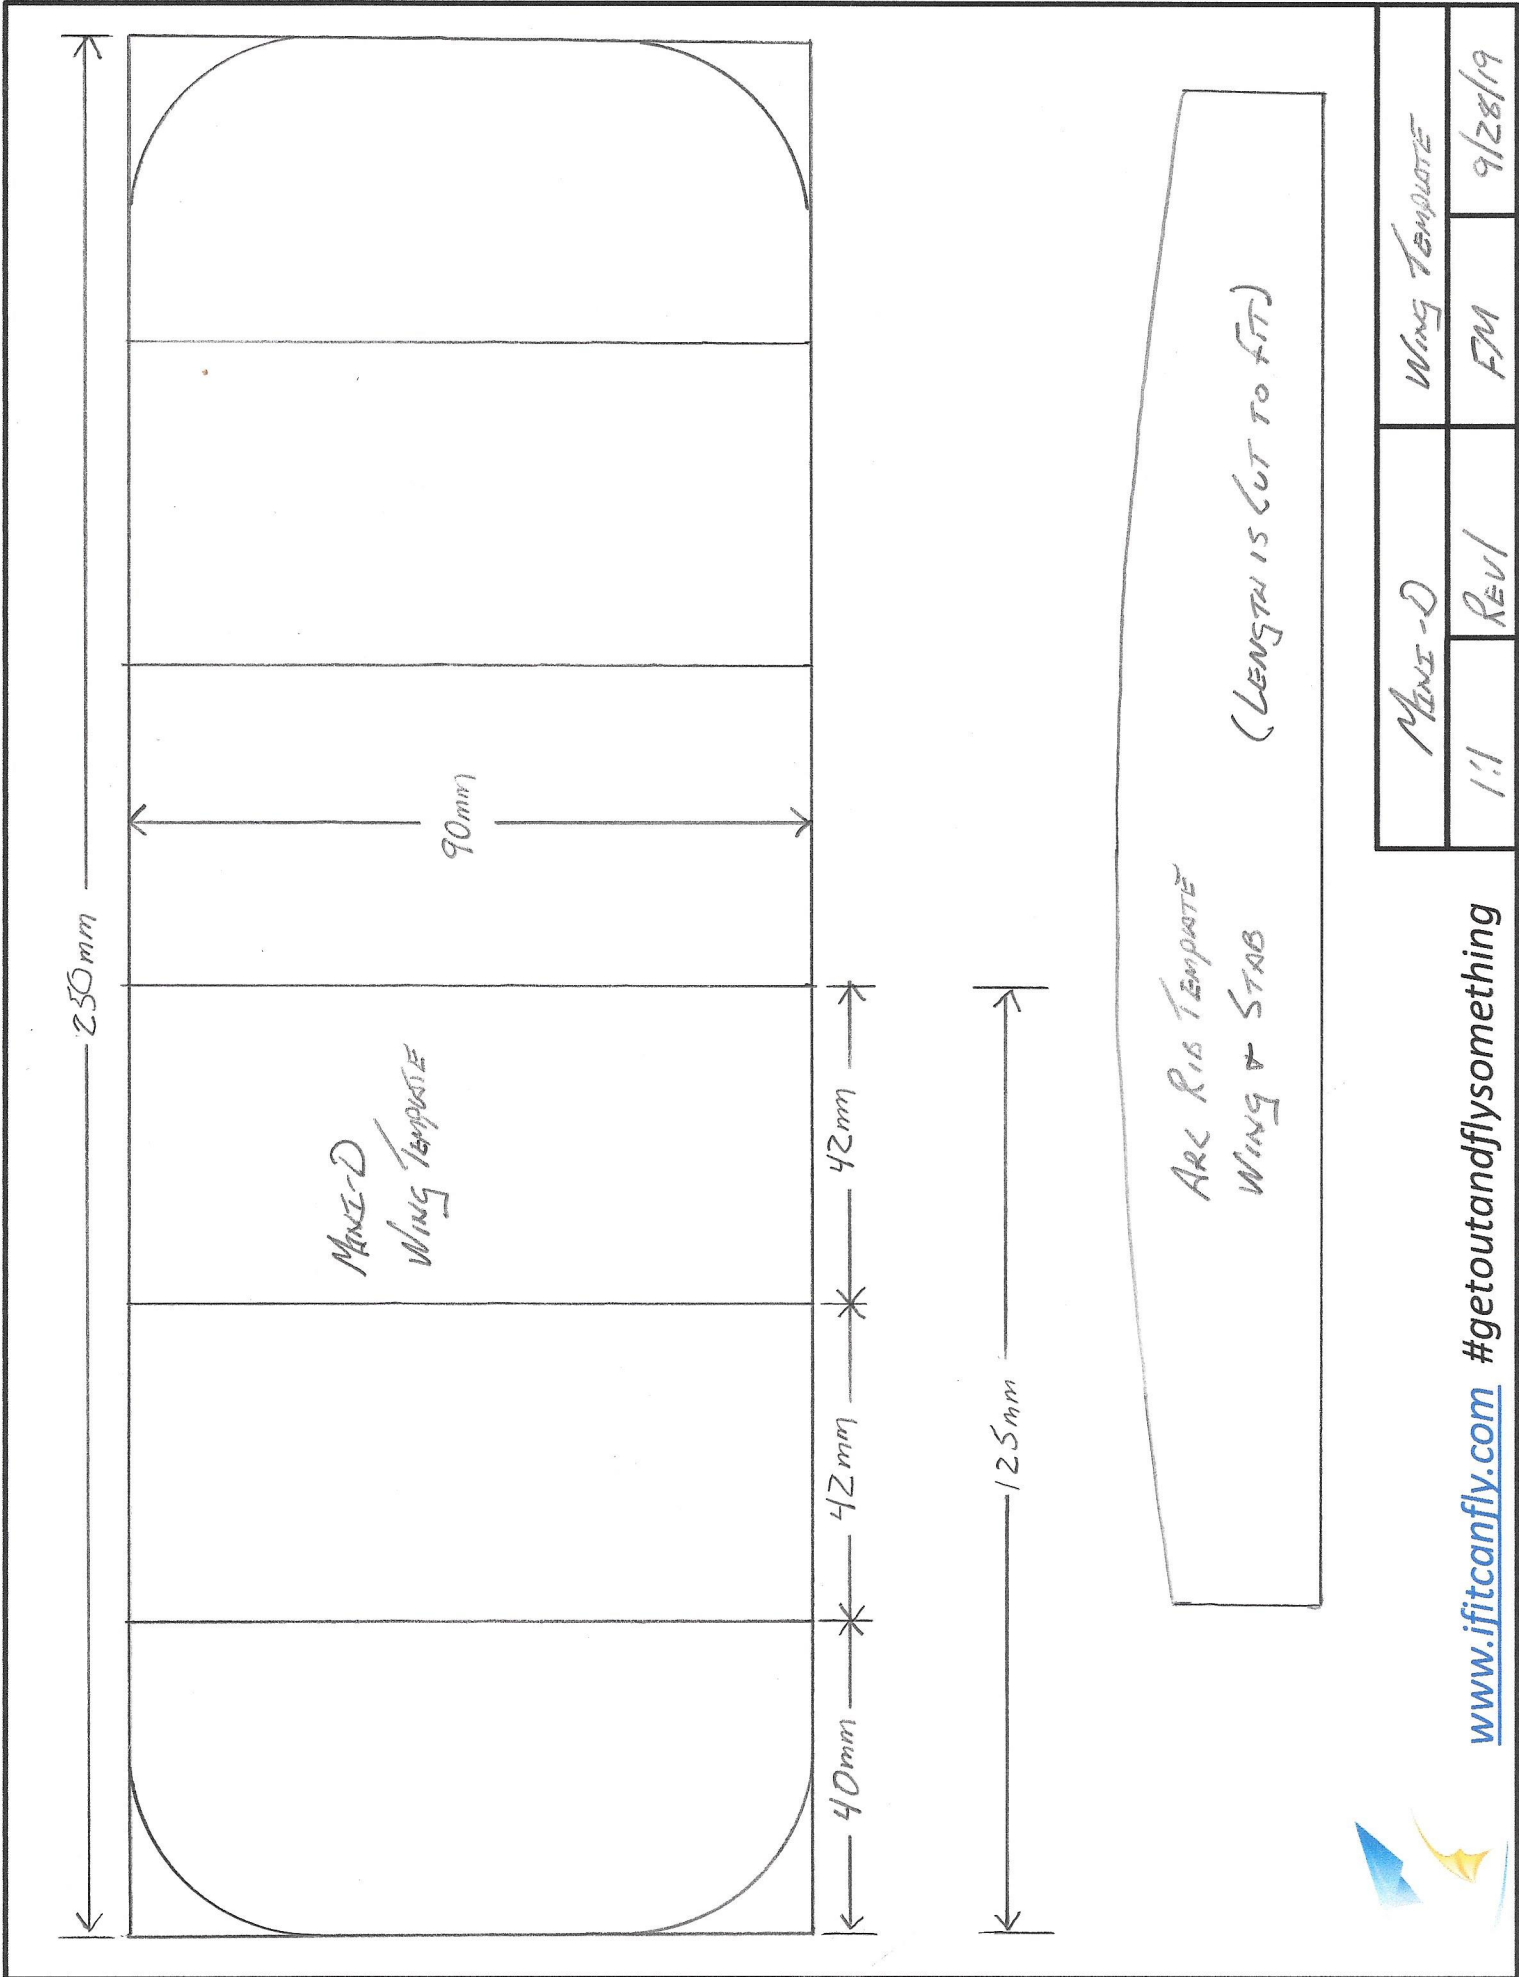 250mm
MINI-D
WING TEMPLATE
90mm
40mm
42mm
42mm
125mm
ARC RIB TEMPLATE
WING & STAB
(LENGTH IS CUT TO FIT)
MINI-D
WING TEMPLATE
1:1
REV1
FM
9/28/19
www.ifitcanfly.com #getoutandflysomething